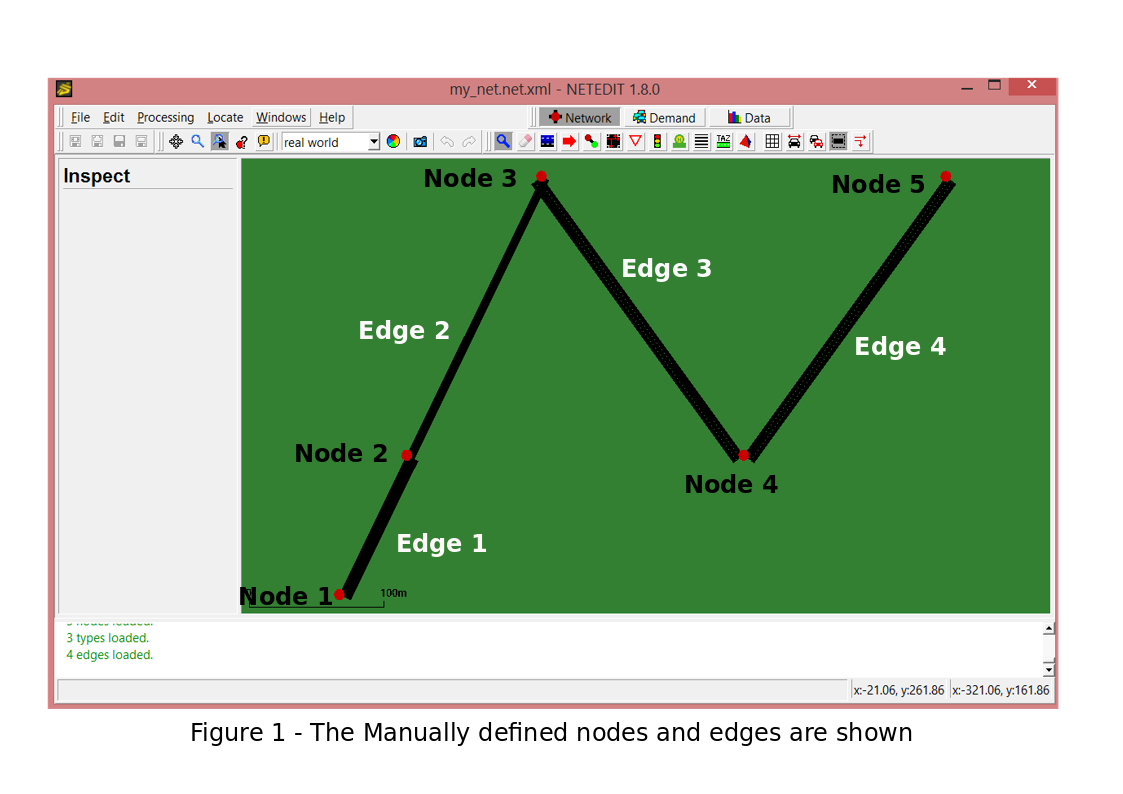 my_net.net.xml - NETEDIT 1.8.0
File Edit Processing Locate Windows Help
Network Demand Data
real world
TAZ
Inspect
Node 3
Node 5
Edge 3
Edge 2
Edge 4
Node 2
Node 4
Edge 1
Node 1
100m
3 types loaded.
4 edges loaded.
x:-21.06, y:261.86 x:-321.06, y:161.86
Figure 1 - The Manually defined nodes and edges are shown